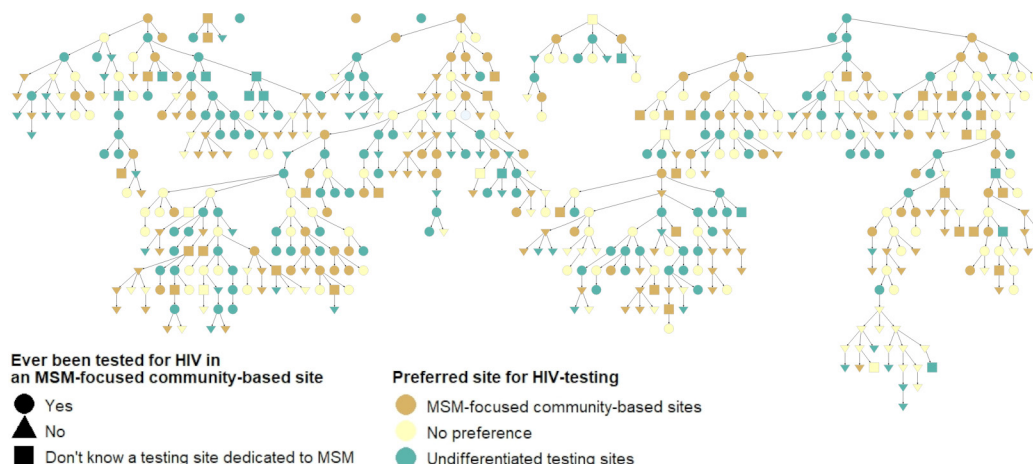 Ever been tested for HIV in
an MSM-focused community-based site
Yes
No
Don't know a testing site dedicated to MSM
Preferred site for HIV-testing
MSM-focused community-based sites
No preference
Undifferentiated testing sites